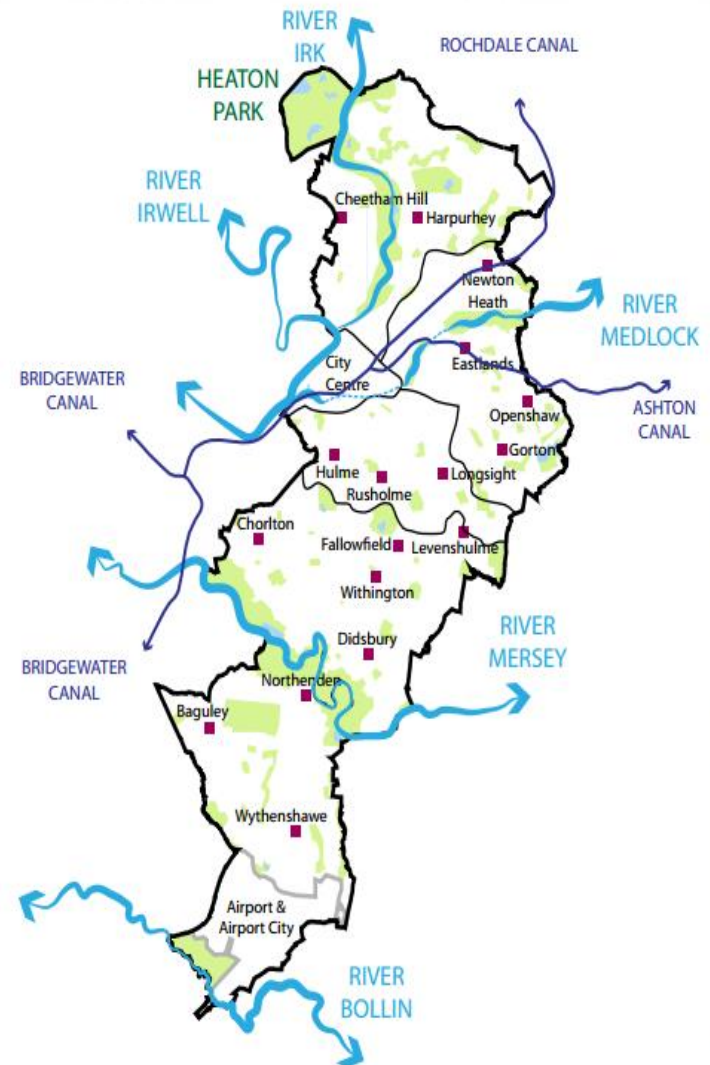 RIVER
IRK
ROCHDALE CANAL
HEATON
PARK
RIVER
IRWELL
Cheetham Hill
Harpurhey
Newton
Heath
RIVER
MEDLOCK
City
Centre
Eastlands
BRIDGEWATER
CANAL
Openshaw
ASHTON
CANAL
Gorton
Hulme
Rusholme
Longsight
Chorlton
Fallowfield
Levenshulme
Withington
RIVER
MERSEY
Didsbury
BRIDGEWATER
CANAL
Northenden
Baguley
Wythenshawe
Airport &
Airport City
RIVER
BOLLIN